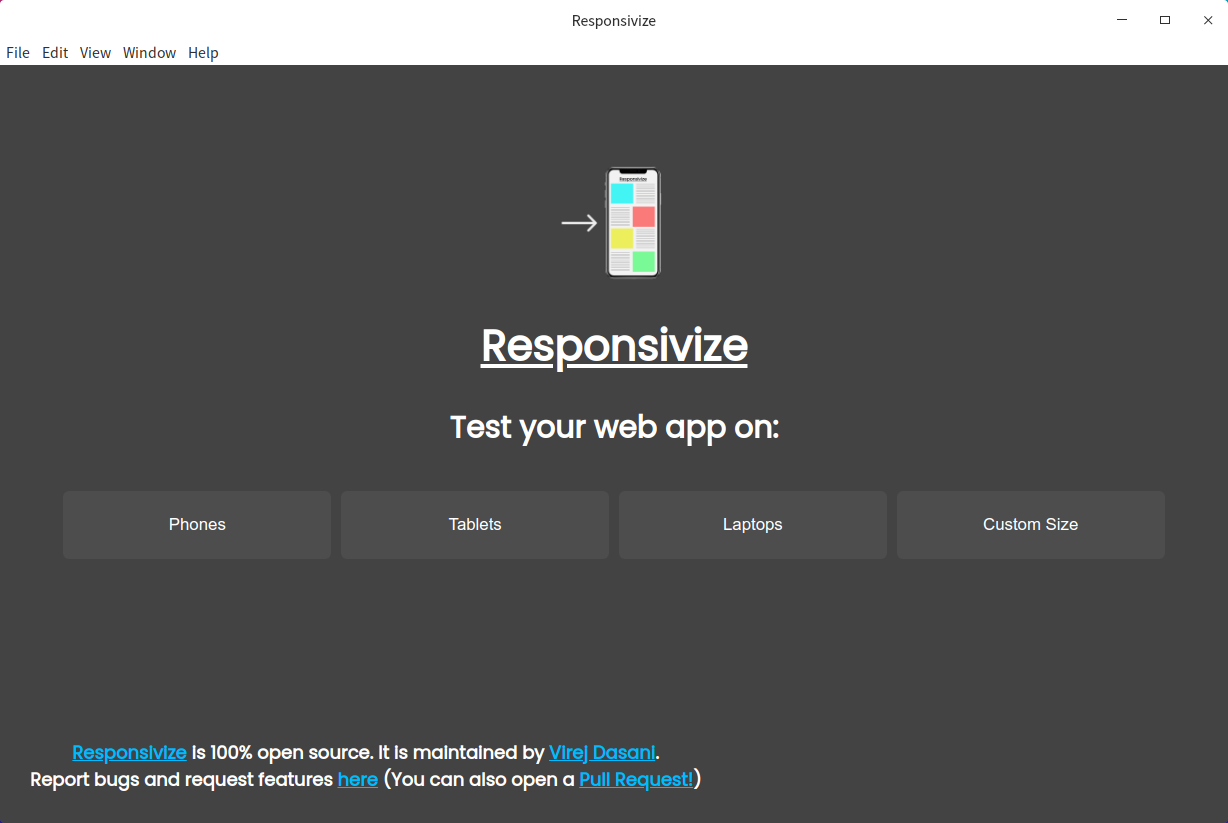 Responsivize
File Edit View Window Help
Responsivize
Responsivize
Test your web app on:
Phones Tablets Laptops Custom Size
Responsivize is 100% open source. It is maintained by Virej Dasani.
Report bugs and request features here (You can also open a Pull Request!)